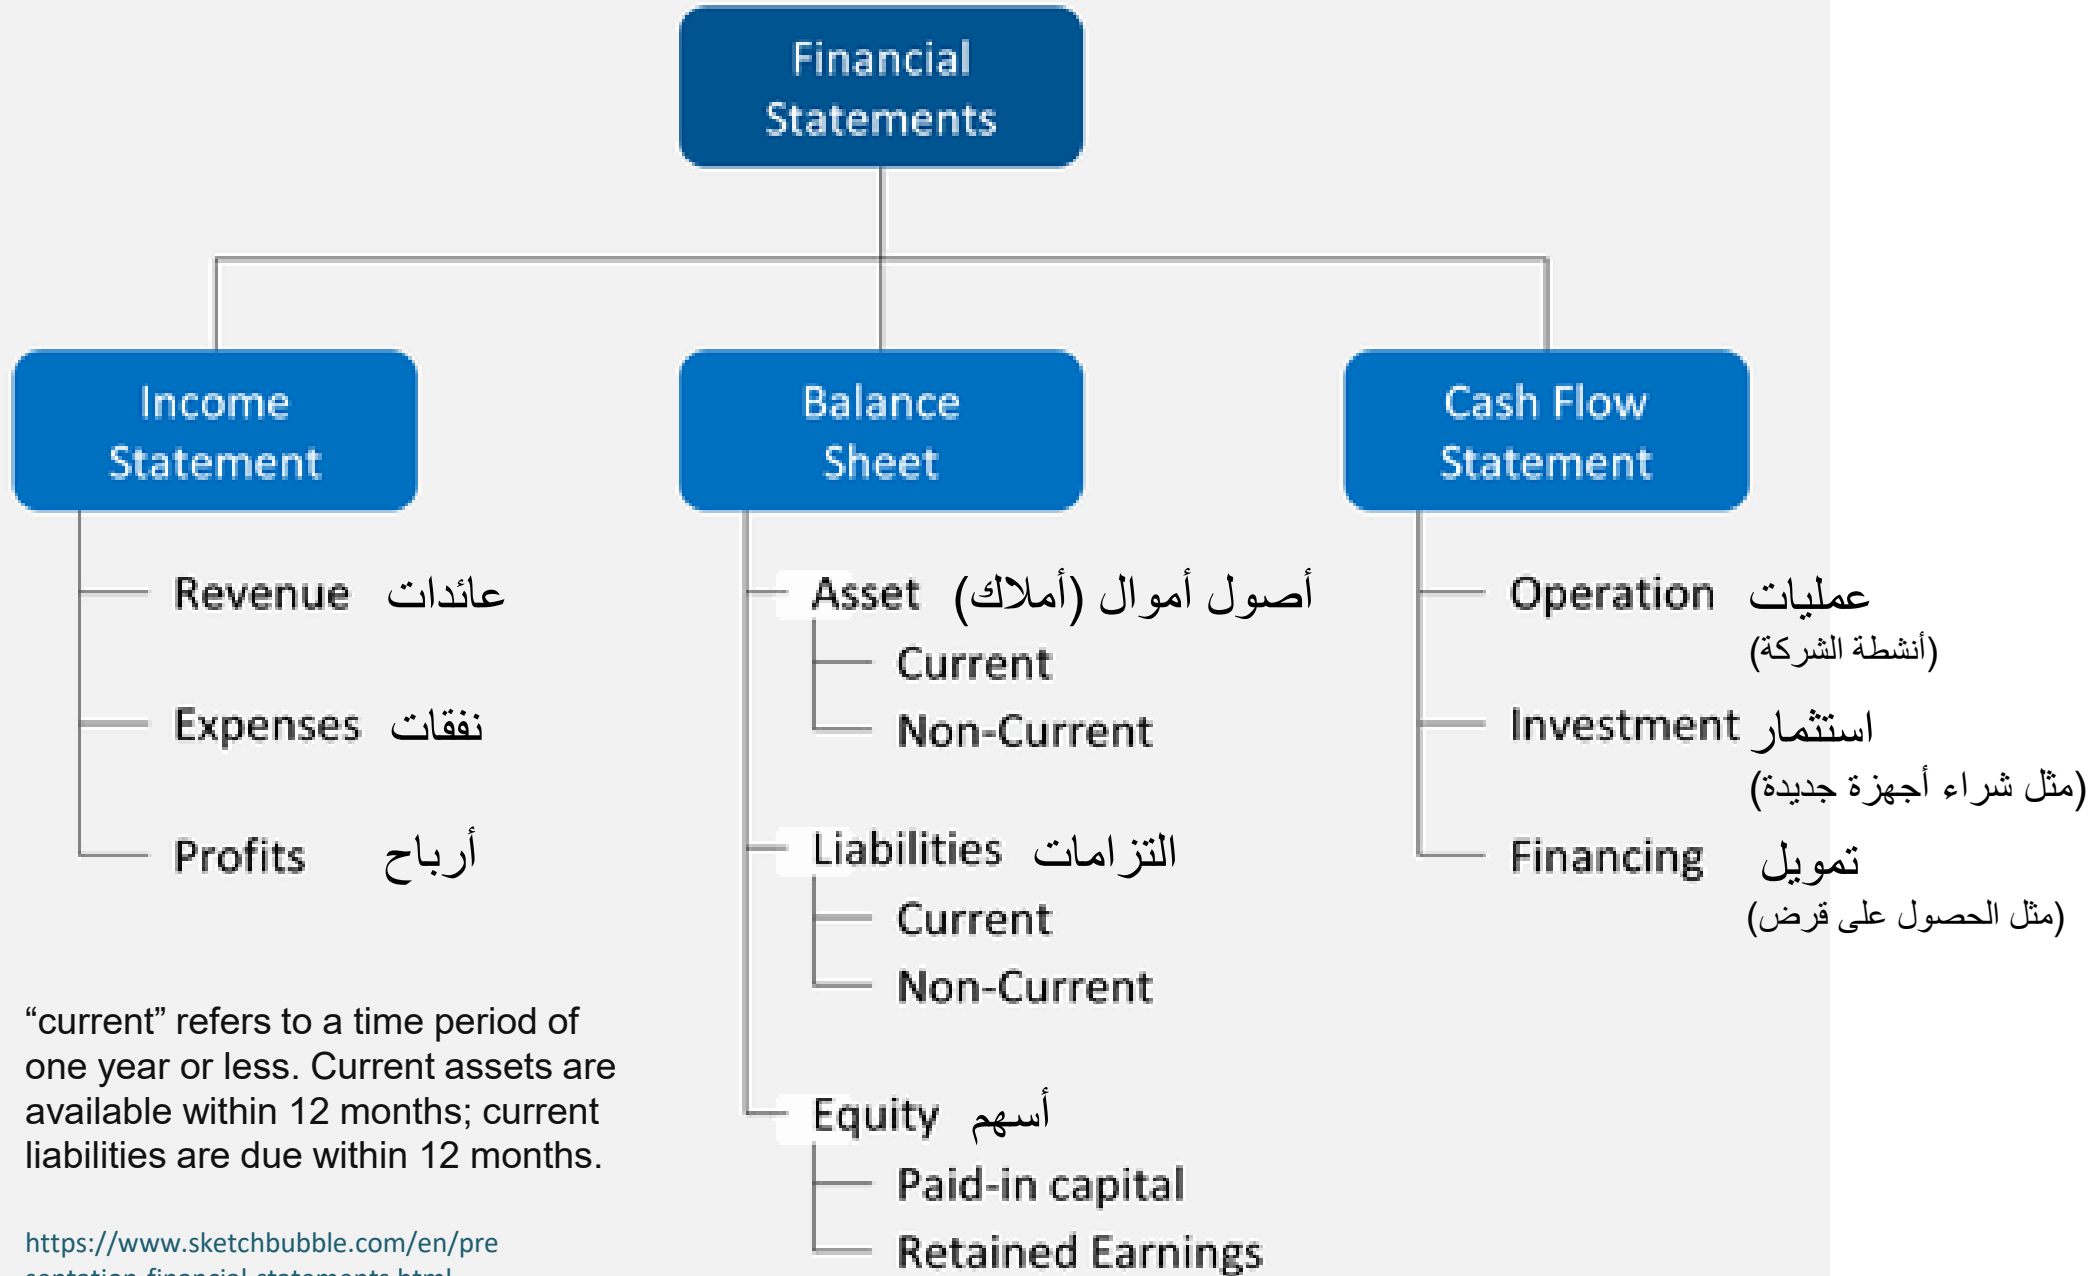 Financial
Statements
Income
Statement
Revenue عائدات
Expenses نفقات
Profits أرباح
Balance
Sheet
Asset أصول أموال (أملاك)
Current
Non-Current
Liabilities التزامات
Current
Non-Current
Equity أسهم
Paid-in capital
Retained Earnings
Cash Flow
Statement
Operation عمليات
(أنشطة الشركة)
Investment استثمار
(مثل شراء أجهزة جديدة)
Financing تمويل
(مثل الحصول على قرض)
“current” refers to a time period of
one year or less. Current assets are
available within 12 months; current
liabilities are due within 12 months.
https://www.sketchbubble.com/en/pre
sentation-financial-statements.html